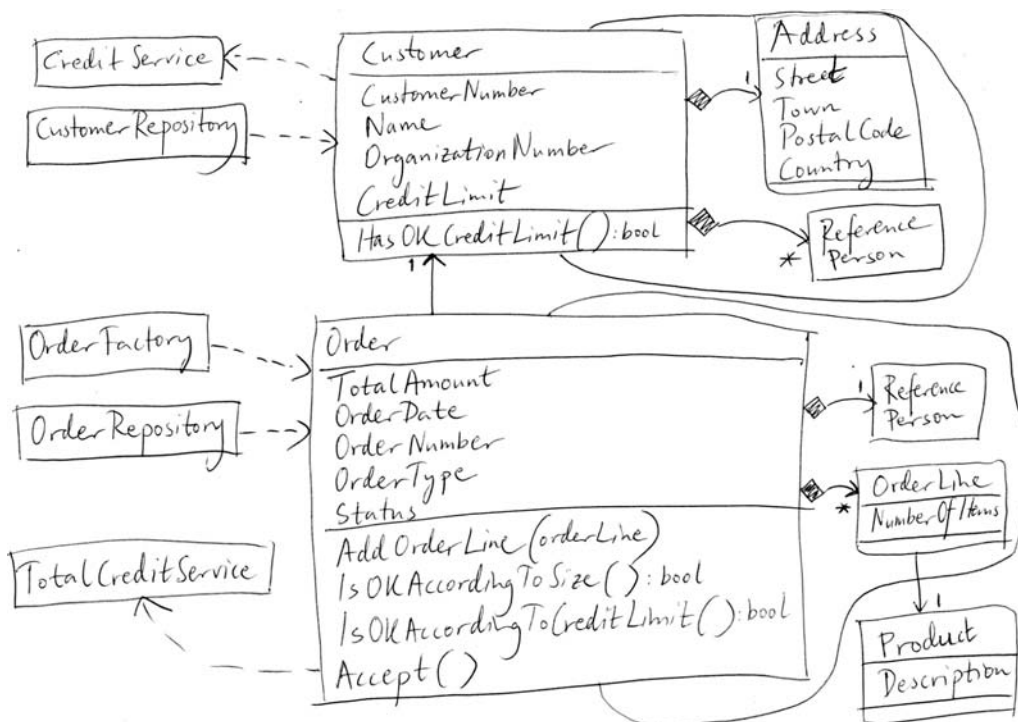 Credit Service
CustomerRepository
Customer
CustomerNumber
Name
OrganizationNumber
CreditLimit
HasOKCreditLimit():bool
1
Address
Street
Town
PostalCode
Country
*
Reference
Person
1
OrderFactory
OrderRepository
TotalCreditService
Order
TotalAmount
OrderDate
OrderNumber
OrderType
Status
AddOrderLine(orderLine)
IsOKAccordingToSize():bool
IsOKAccordingToCreditLimit():bool
Accept()
1
Reference
Person
*
OrderLine
NumberOfItems
1
Product
Description